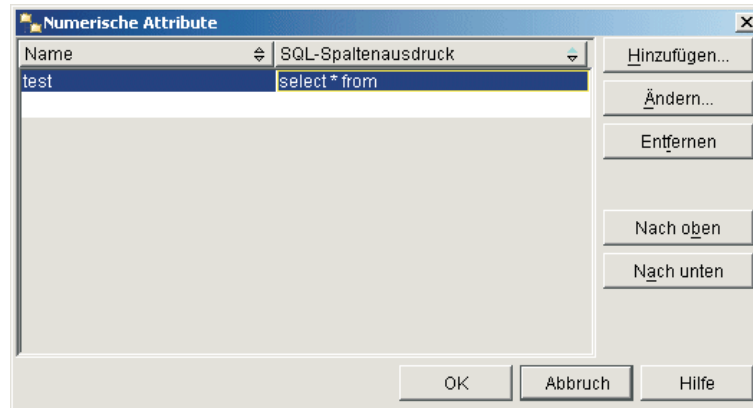 Numerische Attribute
Name SQL-Spaltenausdruck
test select * from
Hinzufügen...
Ändern...
Entfernen
Nach oben
Nach unten
OK Abbruch Hilfe